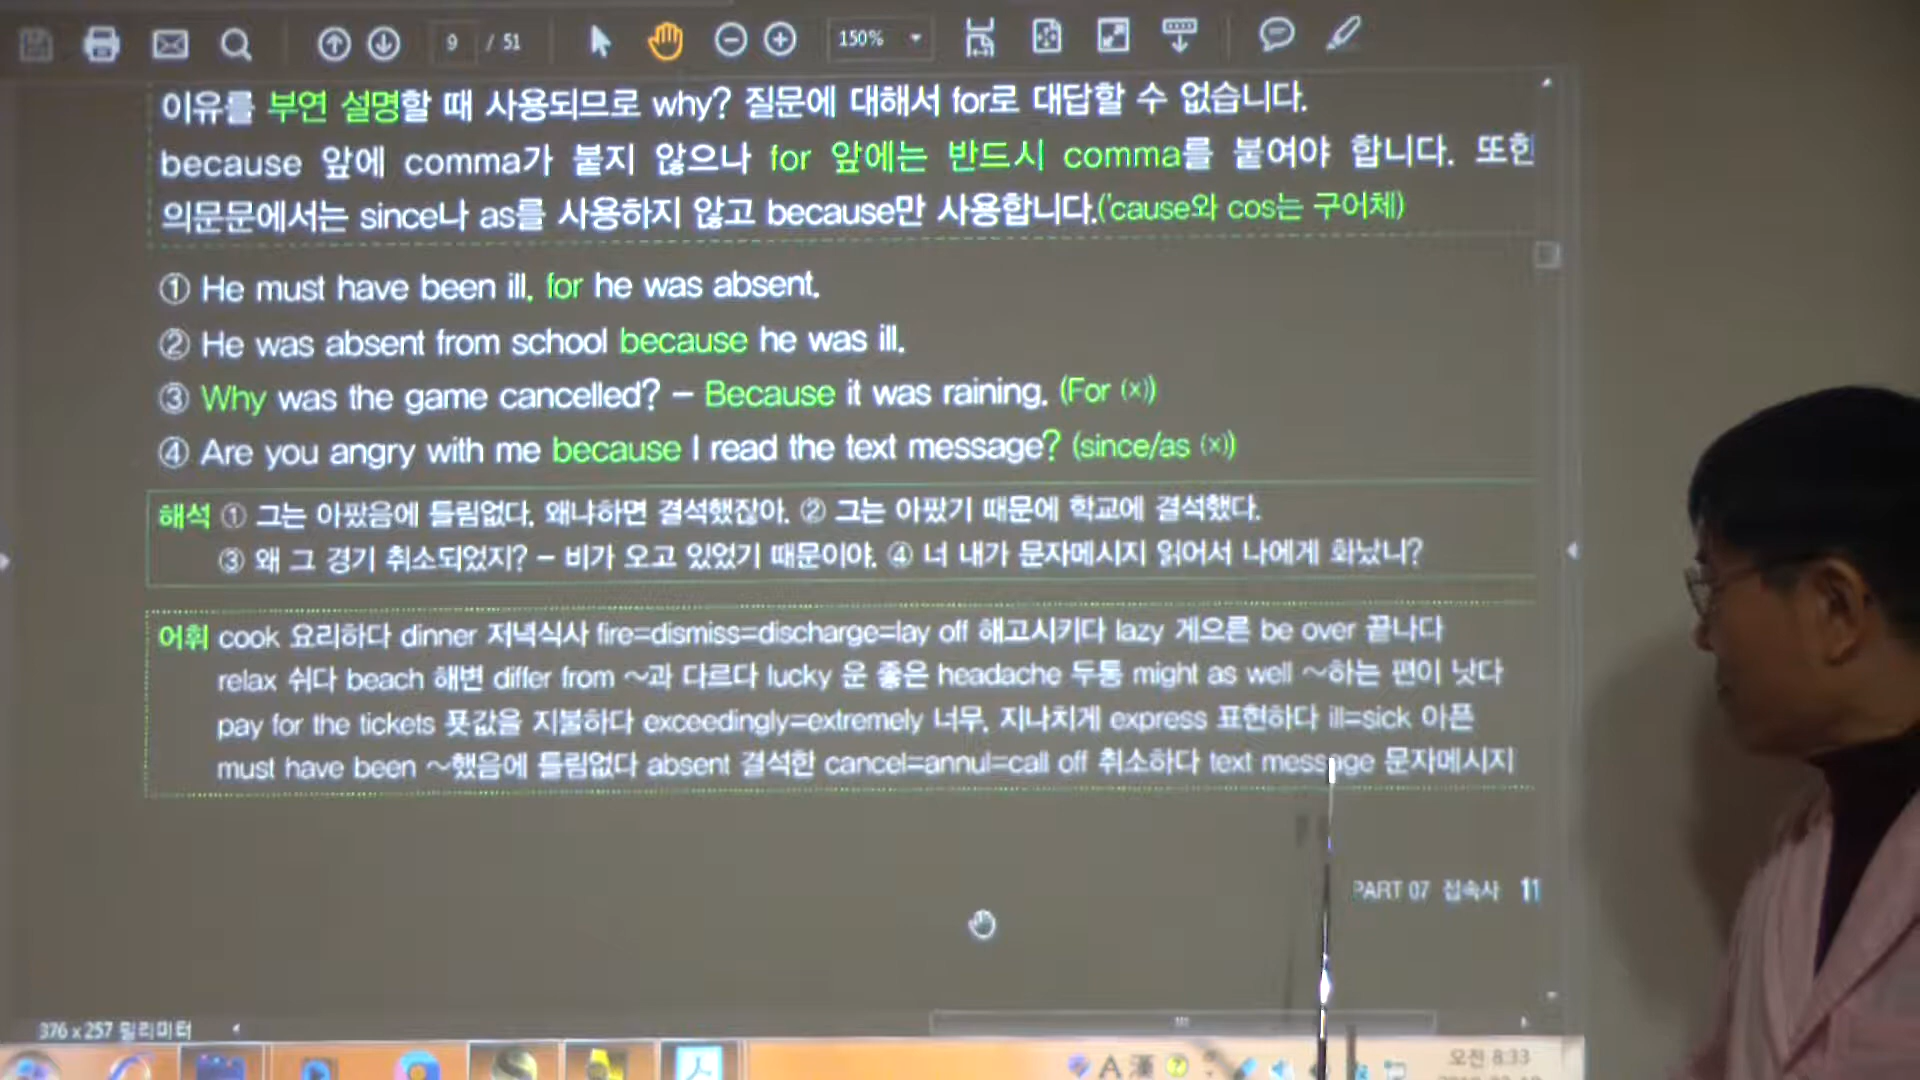 9 / 51 150%
이유를 부연 설명할 때 사용되므로 why? 질문에 대해서 for로 대답할 수 없습니다.
because 앞에 comma가 붙지 않으나 for 앞에는 반드시 comma를 붙여야 합니다. 또한
의문문에서는 since나 as를 사용하지 않고 because만 사용합니다.('cause와 cos는 구어체)
① He must have been ill, for he was absent.
② He was absent from school because he was ill.
③ Why was the game cancelled? – Because it was raining. (For (×))
④ Are you angry with me because I read the text message? (since/as (×))
해석 ① 그는 아팠음에 틀림없다. 왜냐하면 결석했잖아. ② 그는 아팠기 때문에 학교에 결석했다.
③ 왜 그 경기 취소되었지? – 비가 오고 있었기 때문이야. ④ 너 내가 문자메시지 읽어서 나에게 화났니?
어휘 cook 요리하다 dinner 저녁식사 fire=dismiss=discharge=lay off 해고시키다 lazy 게으른 be over 끝나다
relax 쉬다 beach 해변 differ from ~과 다르다 lucky 운 좋은 headache 두통 might as well ~하는 편이 낫다
pay for the tickets 푯값을 지불하다 exceedingly=extremely 너무, 지나치게 express 표현하다 ill=sick 아픈
must have been ~했음에 틀림없다 absent 결석한 cancel=annul=call off 취소하다 text message 문자메시지
PART 07 접속사 11
376 x 257 밀리미터
A 漢 오전 8:33